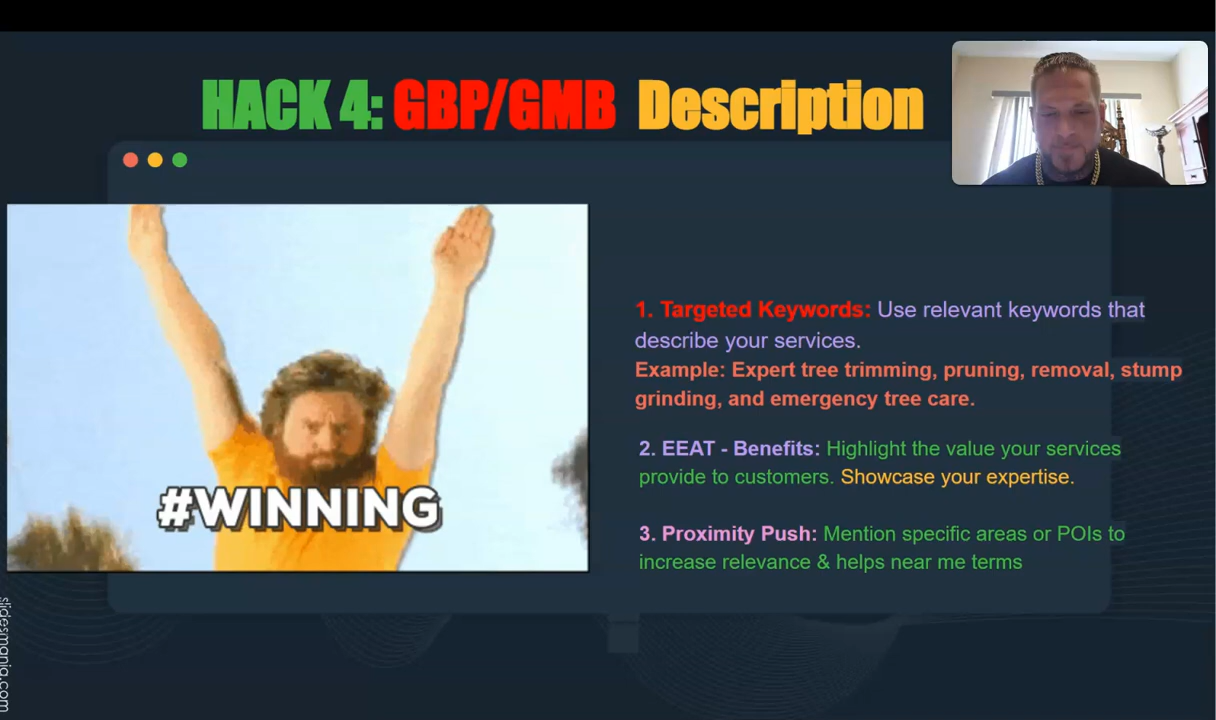 HACK 4: GBP/GMB Description
#WINNING
1. Targeted Keywords: Use relevant keywords that
describe your services.
Example: Expert tree trimming, pruning, removal, stump
grinding, and emergency tree care.
2. EEAT - Benefits: Highlight the value your services
provide to customers. Showcase your expertise.
3. Proximity Push: Mention specific areas or POIs to
increase relevance & helps near me terms
slidesmania.com